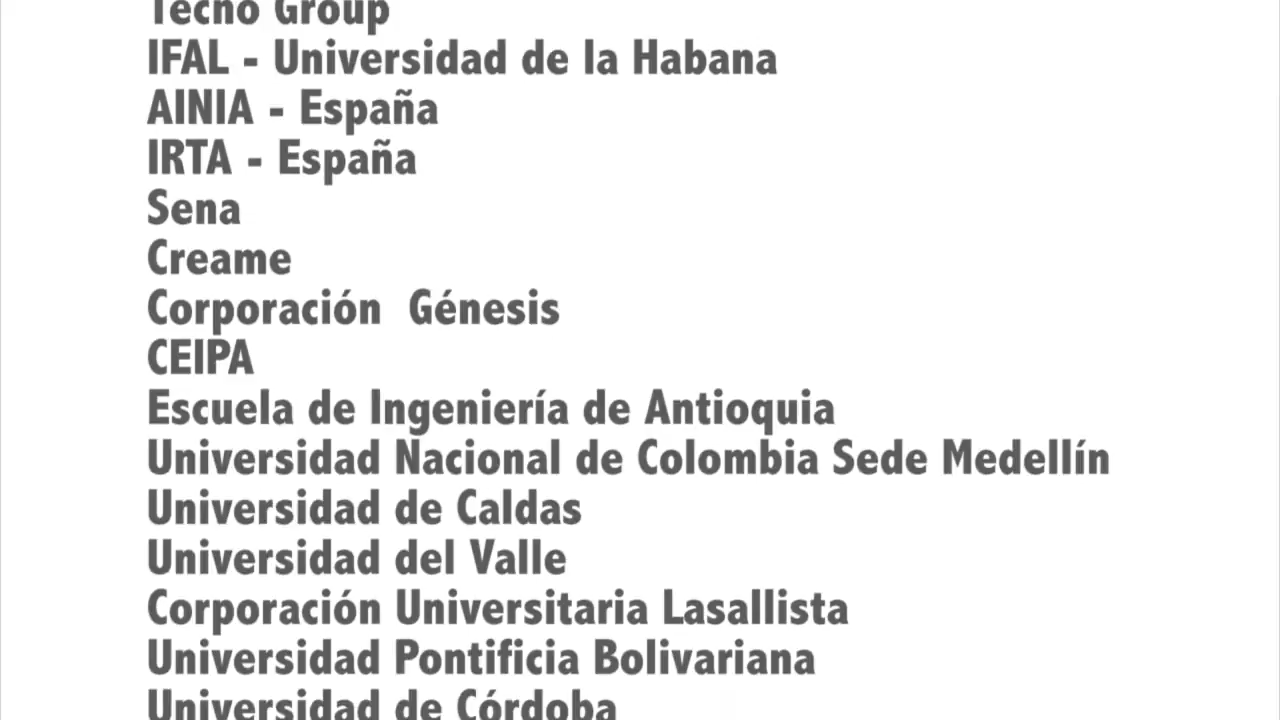 Tecno Group
IFAL - Universidad de la Habana
AINIA - España
IRTA - España
Sena
Creame
Corporación  Génesis
CEIPA
Escuela de Ingeniería de Antioquia
Universidad Nacional de Colombia Sede Medellín
Universidad de Caldas
Universidad del Valle
Corporación Universitaria Lasallista
Universidad Pontificia Bolivariana
Universidad de Córdoba